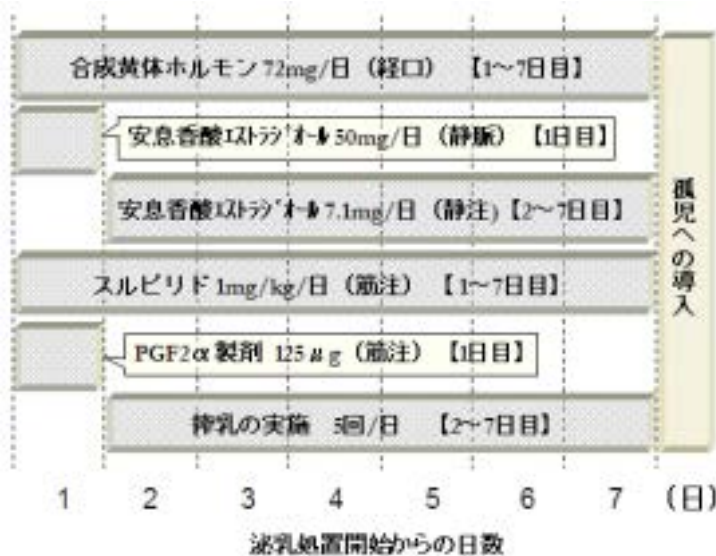 合成黄体ホルモン 72mg/日（経口） 【1～7日目】
安息香酸ｴｽﾄﾗｼﾞｵｰﾙ 50mg/日（静脈）【1日目】
安息香酸ｴｽﾄﾗｼﾞｵｰﾙ 7.1mg/日（静注）【2～7日目】
スルピリド 1mg/kg/日（筋注） 【1～7日目】
PGF2α製剤 125μg（筋注） 【1日目】
搾乳の実施 5回/日 【2～7日目】
孤児への導入
1 2 3 4 5 6 7 （日）
泌乳処置開始からの日数